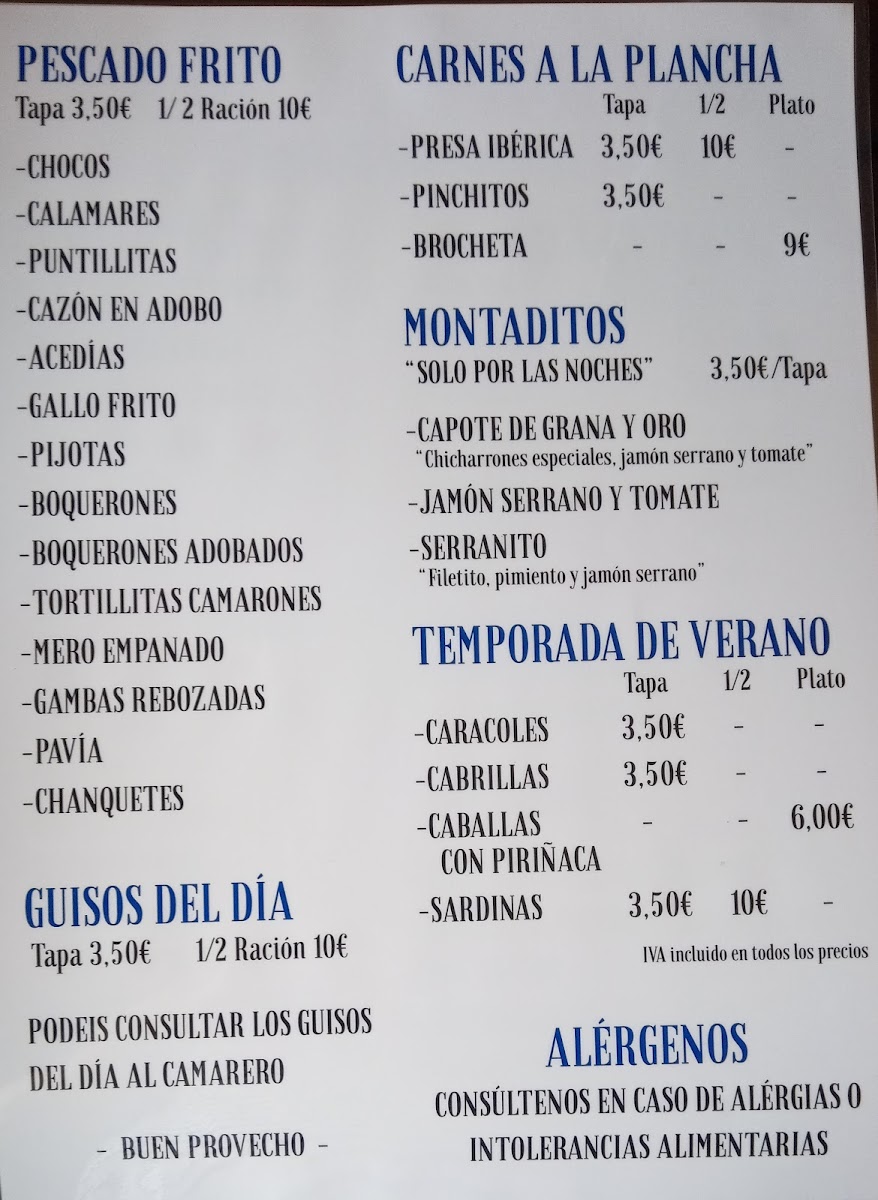 PESCADO FRITO
Tapa 3,50€ 1/2 Ración 10€
-CHOCOS
-CALAMARES
-PUNTILLITAS
-CAZÓN EN ADOBO
-ACEDÍAS
-GALLO FRITO
-PIJOTAS
-BOQUERONES
-BOQUERONES ADOBADOS
-TORTILLITAS CAMARONES
-MERO EMPANADO
-GAMBAS REBOZADAS
-PAVÍA
-CHANQUETES
GUISOS DEL DÍA
Tapa 3,50€ 1/2 Ración 10€
PODEIS CONSULTAR LOS GUISOS
DEL DÍA AL CAMARERO
- BUEN PROVECHO -
CARNES A LA PLANCHA
Tapa 1/2 Plato
-PRESA IBÉRICA 3,50€ 10€ -
-PINCHITOS 3,50€ - -
-BROCHETA - - 9€
MONTADITOS
“SOLO POR LAS NOCHES” 3,50€/Tapa
-CAPOTE DE GRANA Y ORO
“Chicharrones especiales, jamón serrano y tomate”
-JAMÓN SERRANO Y TOMATE
-SERRANITO
“Filetito, pimiento y jamón serrano”
TEMPORADA DE VERANO
Tapa 1/2 Plato
-CARACOLES 3,50€ - -
-CABRILLAS 3,50€ - -
-CABALLAS - - 6,00€
CON PIRIÑACA
-SARDINAS 3,50€ 10€ -
IVA incluido en todos los precios
ALÉRGENOS
CONSÚLTENOS EN CASO DE ALÉRGIAS O
INTOLERANCIAS ALIMENTARIAS